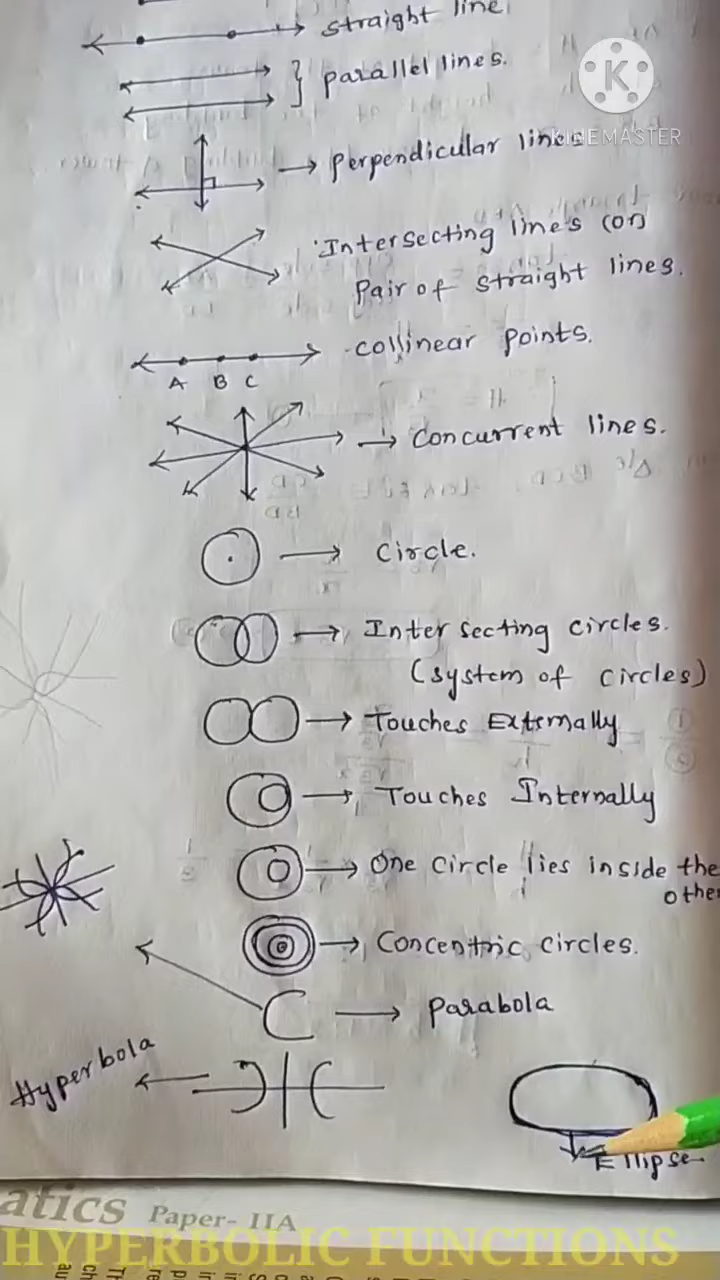 straight line
parallel lines.
K
KINEMASTER
perpendicular lines
Intersecting lines (or)
Pair of straight lines.
collinear points.
A B C
Concurrent lines.
Circle.
Intersecting circles.
(system of circles)
Touches Externally
Touches Internally
One circle lies inside the
other
Concentric circles.
Parabola
Hyperbola
Ellipse
atics Paper- IIA
HYPERBOLIC FUNCTIONS